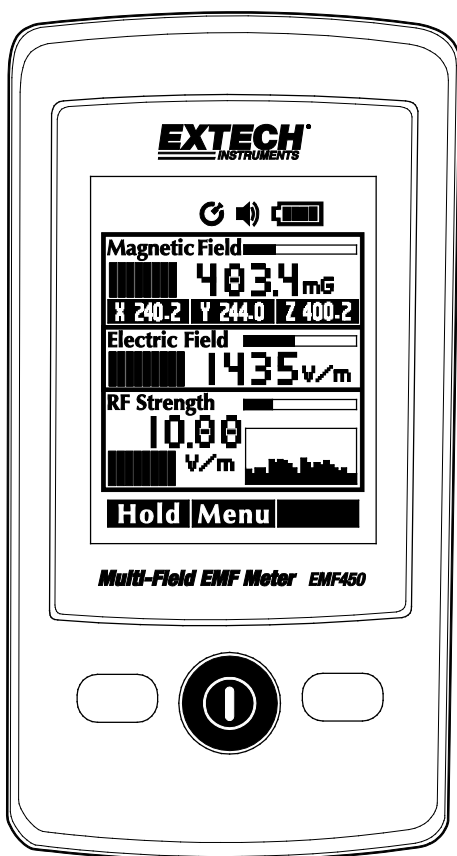 EXTECH
INSTRUMENTS
Magnetic Field
403.4mG
X 240.2 Y 244.0 Z 400.2
Electric Field
1435v/m
RF Strength
10.00
v/m
Hold Menu
Multi-Field EMF Meter EMF450